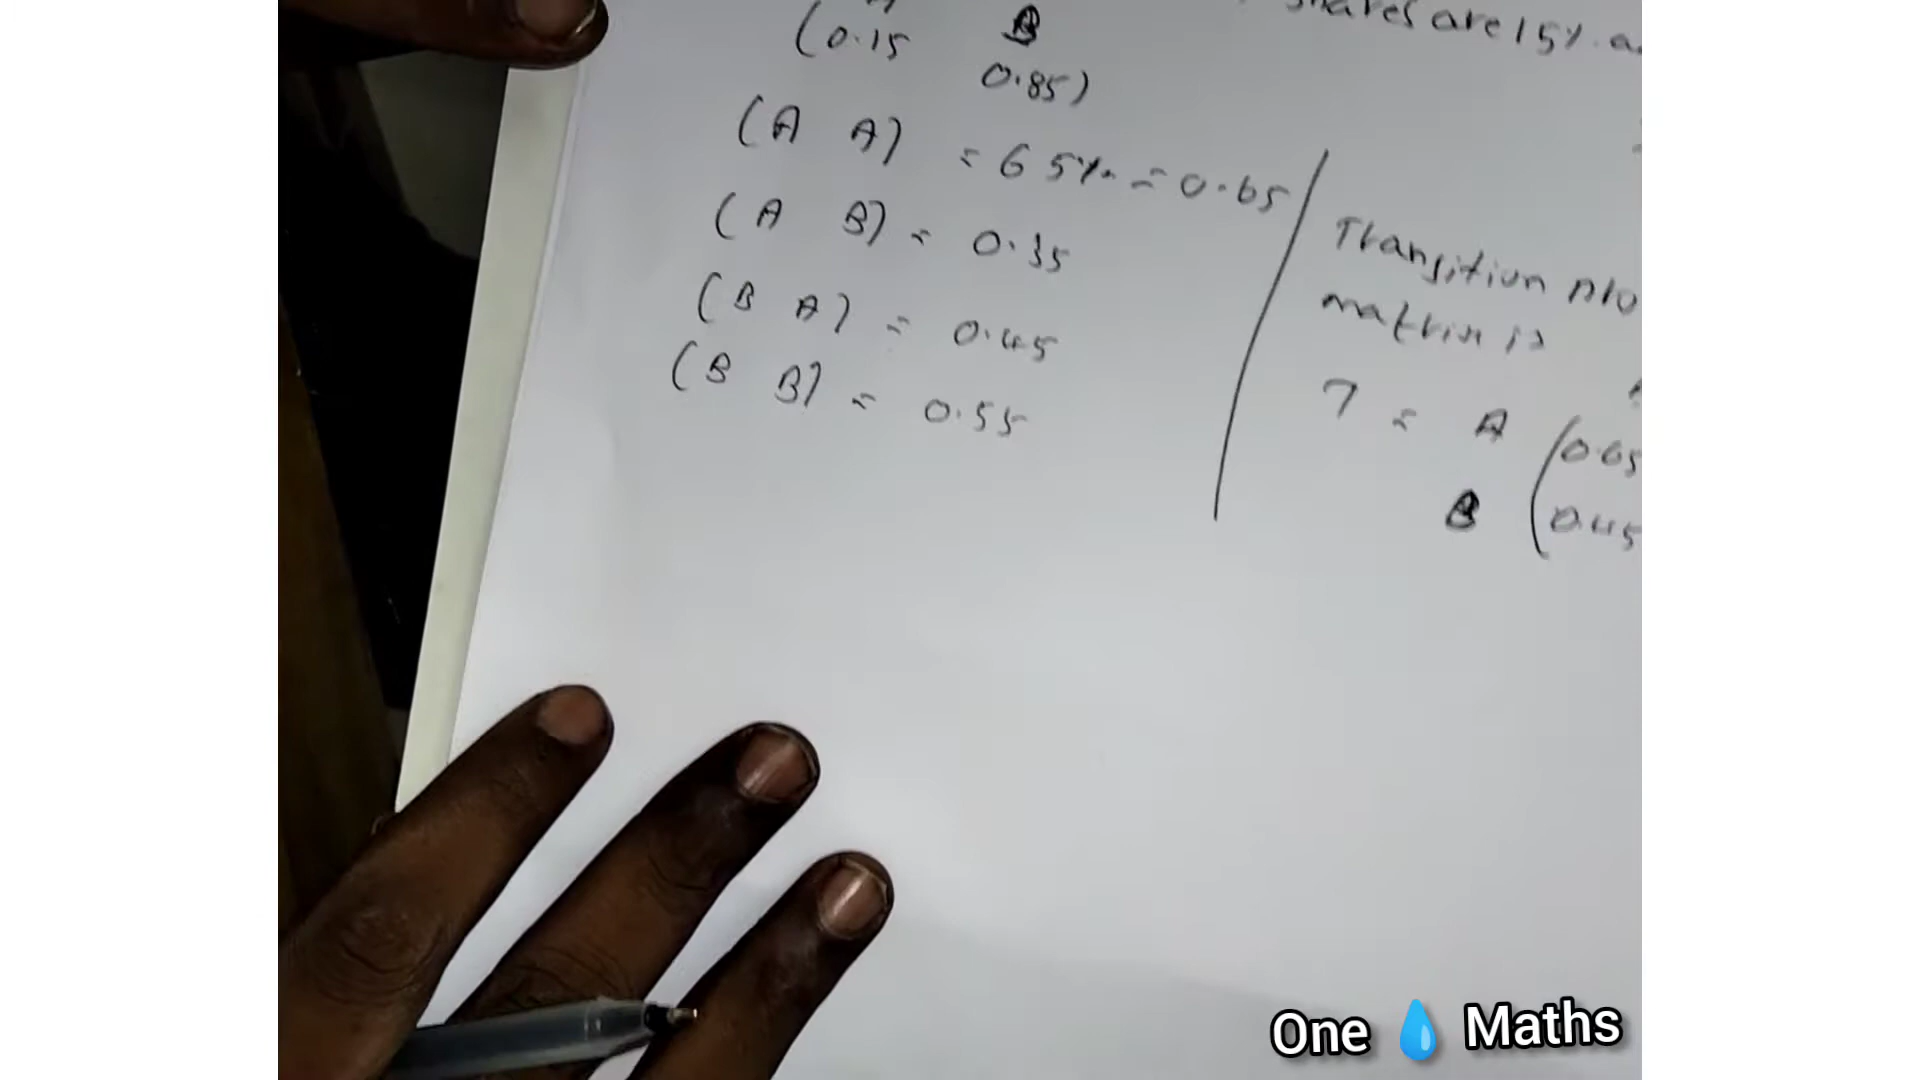 shares are 15%.
B
(0.15 0.85)
(A A) = 65% = 0.65
(A B) = 0.35
(B A) = 0.45
(B B) = 0.55
Transition
matrix is
T = A (0.65
B (0.45
One 💧 Maths